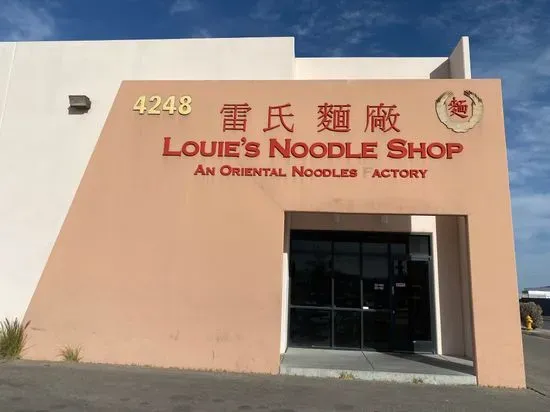 4248
雷氏麵廠
麵
LOUIE'S NOODLE SHOP
AN ORIENTAL NOODLES FACTORY